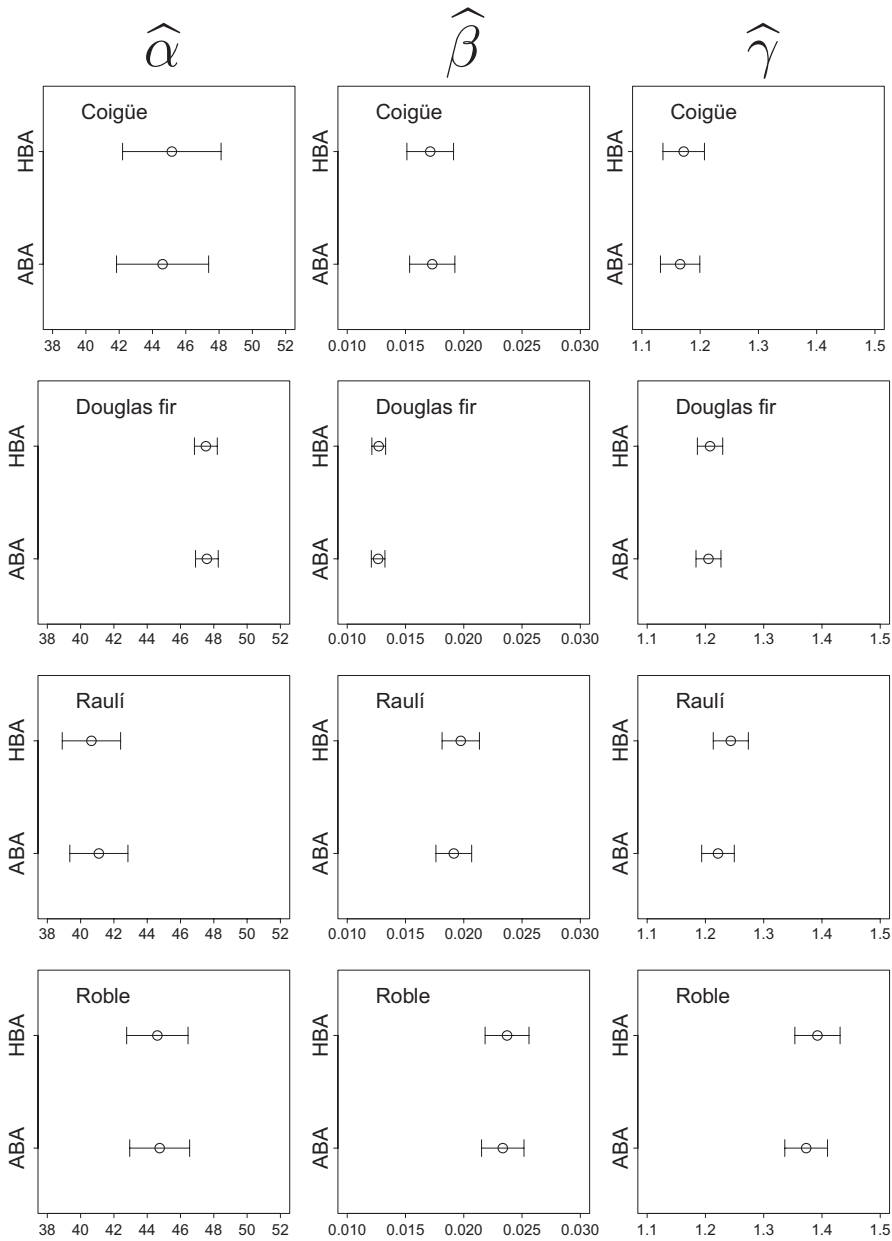 α̂ β̂ γ̂
Coigüe Coigüe Coigüe
HBA HBA HBA
ABA ABA ABA
38 40 42 44 46 48 50 52 0.010 0.015 0.020 0.025 0.030 1.1 1.2 1.3 1.4 1.5
Douglas fir Douglas fir Douglas fir
HBA HBA HBA
ABA ABA ABA
38 40 42 44 46 48 50 52 0.010 0.015 0.020 0.025 0.030 1.1 1.2 1.3 1.4 1.5
Raulí Raulí Raulí
HBA HBA HBA
ABA ABA ABA
38 40 42 44 46 48 50 52 0.010 0.015 0.020 0.025 0.030 1.1 1.2 1.3 1.4 1.5
Roble Roble Roble
HBA HBA HBA
ABA ABA ABA
38 40 42 44 46 48 50 52 0.010 0.015 0.020 0.025 0.030 1.1 1.2 1.3 1.4 1.5